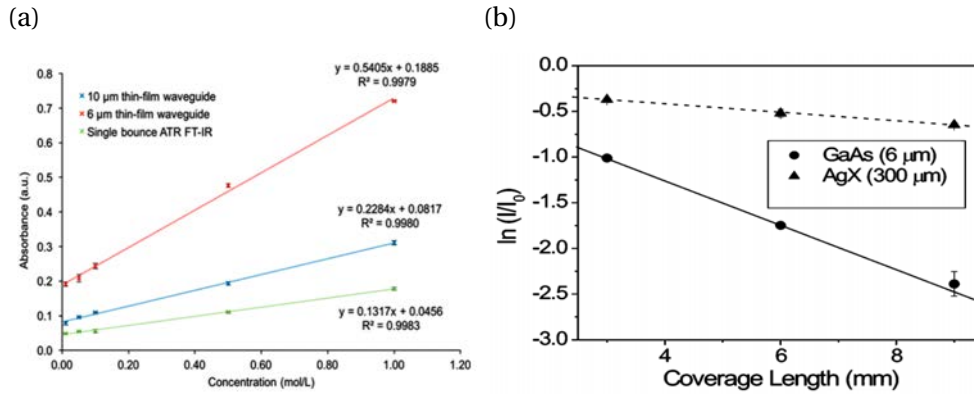 (a)
0.8
0.7
0.6
0.5
0.4
0.3
0.2
0.1
0.0
Absorbance (a.u.)
10 µm thin-film waveguide
6 µm thin-film waveguide
Single bounce ATR FT-IR
y = 0.5405x + 0.1885
R² = 0.9979
y = 0.2284x + 0.0817
R² = 0.9980
y = 0.1317x + 0.0456
R² = 0.9983
0.00 0.20 0.40 0.60 0.80 1.00 1.20
Concentration (mol/L)
(b)
0.0
-0.5
-1.0
-1.5
-2.0
-2.5
-3.0
ln (I/I₀)
GaAs (6 µm)
AgX (300 µm)
4 6 8
Coverage Length (mm)